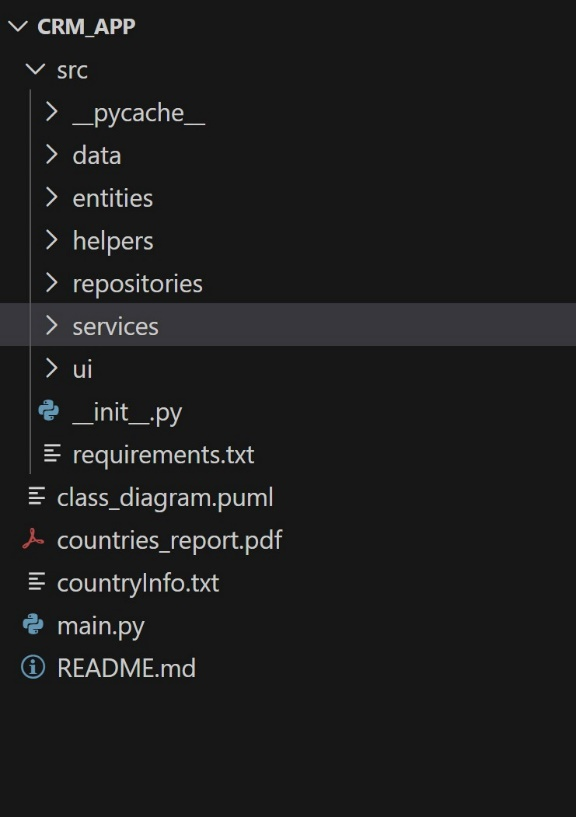 CRM_APP
src
__pycache__
data
entities
helpers
repositories
services
ui
__init__.py
requirements.txt
class_diagram.puml
countries_report.pdf
countryInfo.txt
main.py
README.md